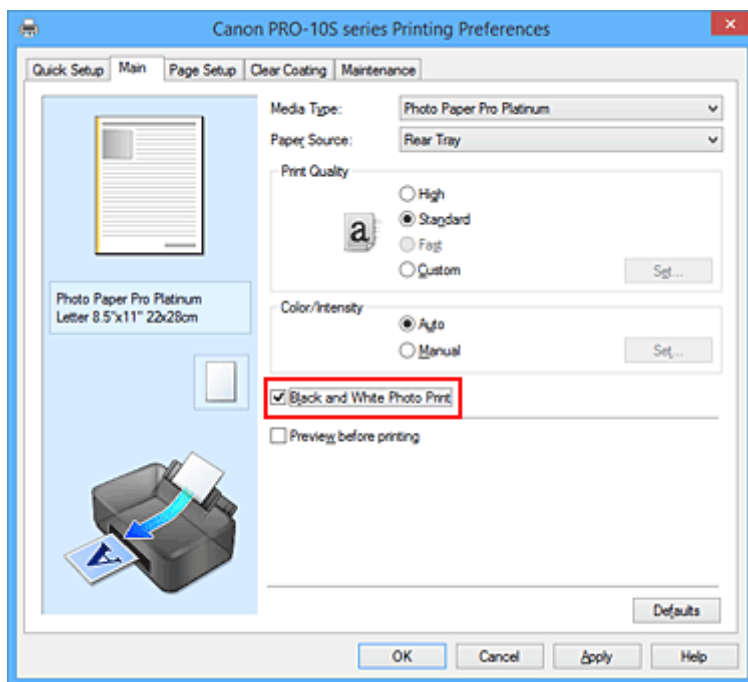 Canon PRO-10S series Printing Preferences
Quick Setup Main Page Setup Clear Coating Maintenance
Media Type: Photo Paper Pro Platinum
Paper Source: Rear Tray
Print Quality
High
Standard
Fast
Custom Set...
a
Photo Paper Pro Platinum
Letter 8.5"x11" 22x28cm
Color/Intensity
Auto
Manual Set...
Black and White Photo Print
Preview before printing
A
Defaults
OK Cancel Apply Help